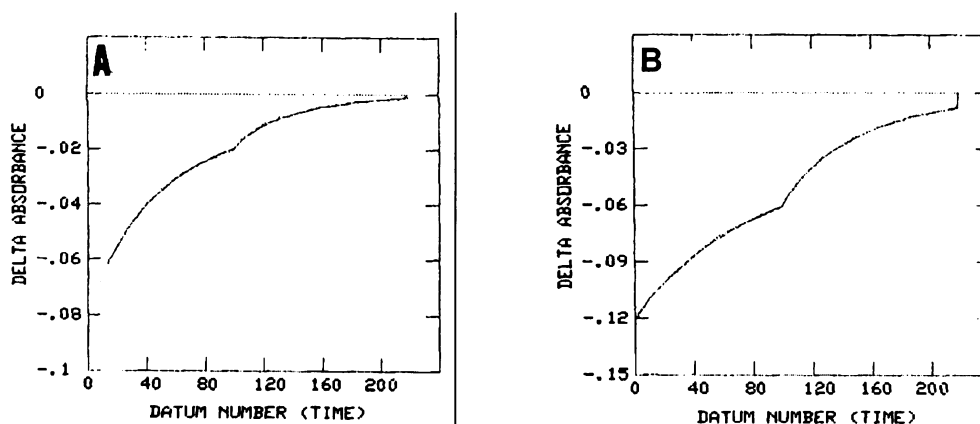 A
0
-.02
-.04
-.06
-.08
-.1
0 40 80 120 160 200
DELTA ABSORBANCE
DATUM NUMBER (TIME)
B
0
-.03
-.06
-.09
-.12
-.15
0 40 80 120 160 200
DELTA ABSORBANCE
DATUM NUMBER (TIME)